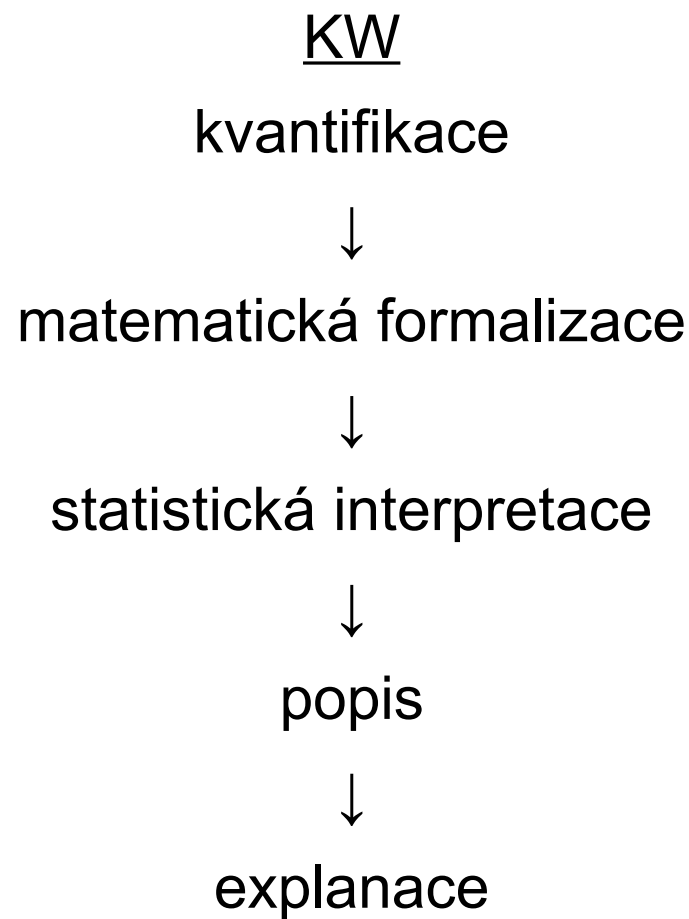 KW
kvantifikace
↓
matematická formalizace
↓
statistická interpretace
↓
popis
↓
explanace